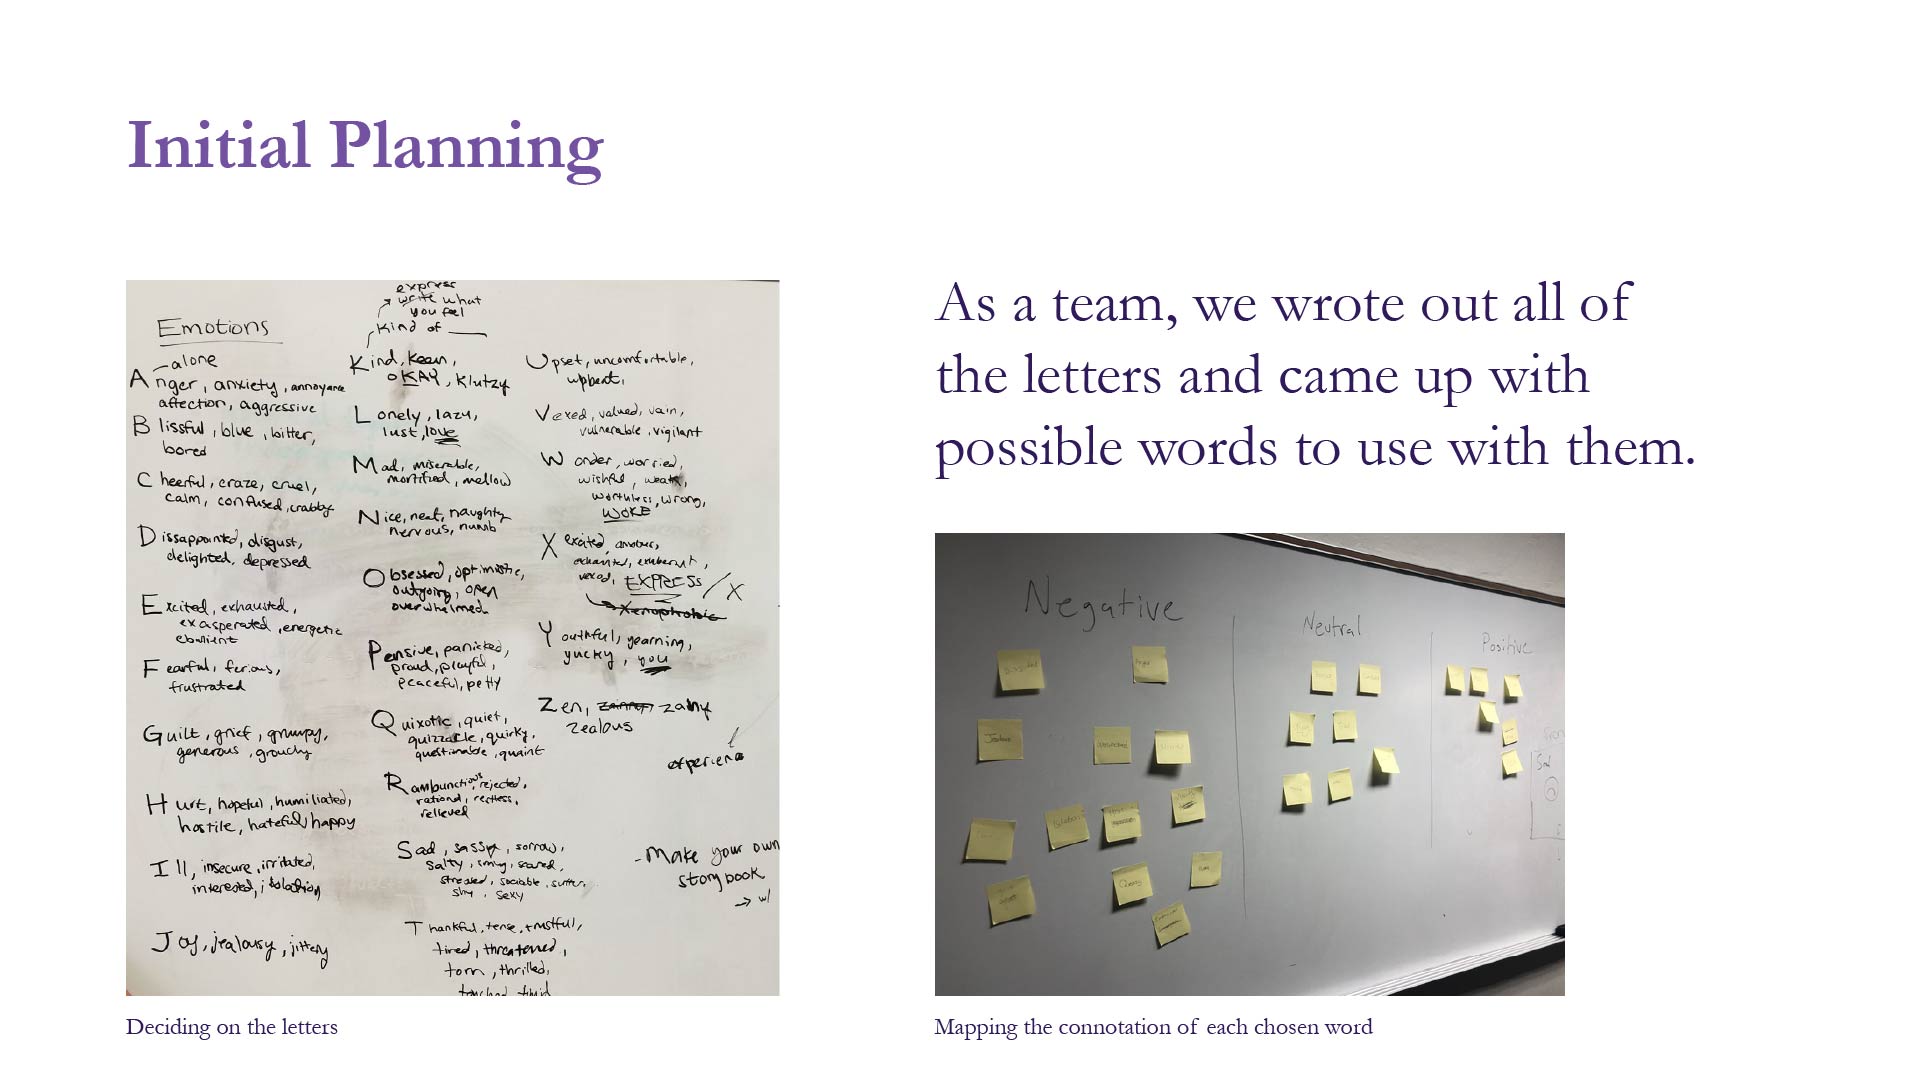 Initial Planning
express
write what
you feel
Kind of
Emotions
alone
Anger, anxiety, annoyance
affection, aggressive
Blissful, blue, bitter,
bored
Cheerful, craze, cruel,
calm, confused, crabby
Dissappointed, disgust,
delighted, depressed
Excited, exhausted,
exasperated, energetic
ebullient
Fearful, ferious,
frustrated
Guilt, grief, grumpy,
generous, grouchy
Hurt, hopeful, humiliated,
hostile, hateful, happy
Ill, insecure, irritated,
interested, isolation
Joy, jealousy, jittery
Kind, keen,
OKAY, klutzy
Lonely, lazy,
lust, love
Mad, miserable,
mortified, mellow
Nice, neat, naughty
nervous, numb
Obsessed, optimistic,
outgoing, open
overwhelmed
Pensive, panicked,
proud, playful,
peaceful, petty
Quixotic, quiet,
quirky,
questionable, quaint
Rambunctious, rejected,
rational, restless,
relieved
Sad, sassy, sorrow,
salty, smug, scared,
stressed, sociable,
shy, sexy
Thankful, tense, trustful,
tired, threatened,
torn, thrilled,
touched, timid
Upset, uncomfortable,
upbeat,
Vexed, valued, vain,
vulnerable, vigilant
Wonder, worried,
wishful, weak,
worthless, wrong,
WOKE
X excited, anxious,
exhausted, exuberant,
vexed, EXPRESS / X
Xenophobic
Youthful, yearning,
yucky, you
Zen, zany
zealous
experience
- Make your own
storybook
→ w/
Deciding on the letters
As a team, we wrote out all of
the letters and came up with
possible words to use with them.
Negative
Neutral
Positive
Jealous
Queasy
Sad
Mapping the connotation of each chosen word